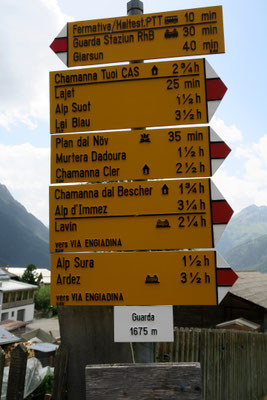 Fermativa/Haltest. PTT 10 min
Guarda Staziun RhB 30 min
Giarsun 40 min
Chamanna Tuoi CAS 2 ¾ h
Lajet 25 min
Alp Suot 1 ½ h
Lai Blau 3 ½ h
Plan dal Növ 35 min
Murtera Dadoura 1 ½ h
Chamanna Cler 2 ½ h
Chamanna dal Bescher 1 ¾ h
Alp d'Immez 3 ¼ h
Lavin 2 ¼ h
vers VIA ENGIADINA
Alp Sura 1 ½ h
Ardez 3 ½ h
vers VIA ENGIADINA
Guarda
1675 m